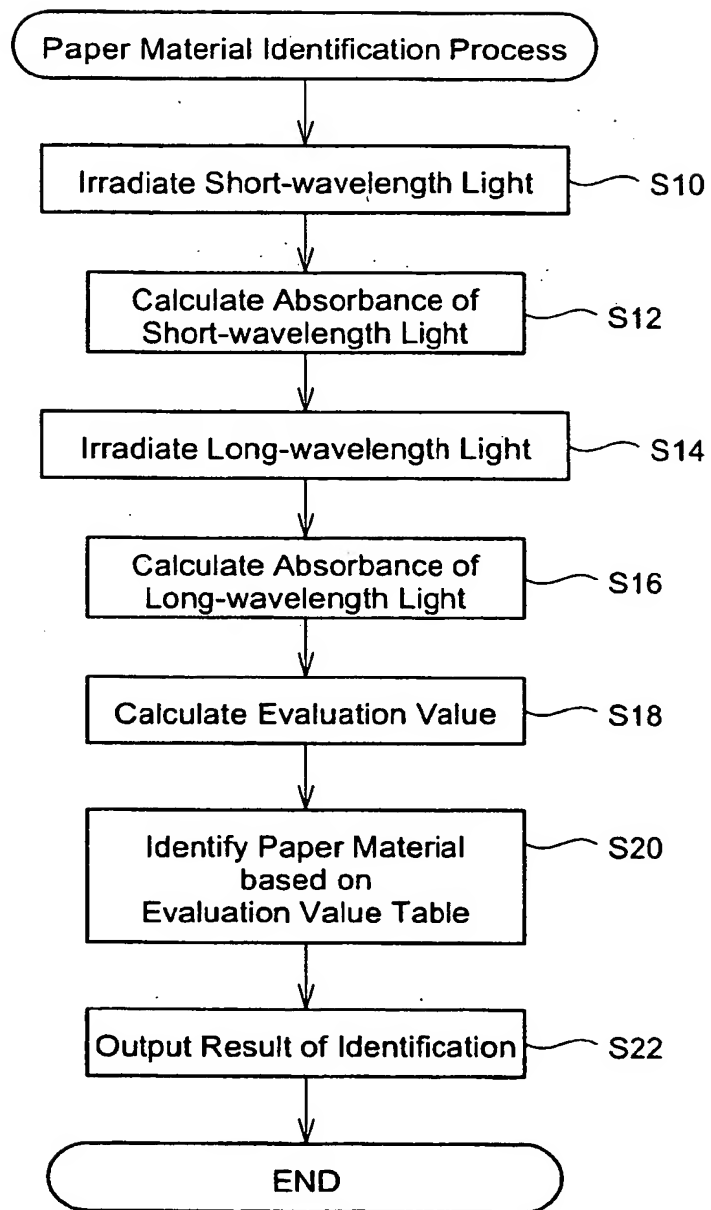 Paper Material Identification Process
Irradiate Short-wavelength Light
S10
Calculate Absorbance of
Short-wavelength Light
S12
Irradiate Long-wavelength Light
S14
Calculate Absorbance of
Long-wavelength Light
S16
Calculate Evaluation Value
S18
Identify Paper Material
based on
Evaluation Value Table
S20
Output Result of Identification
S22
END